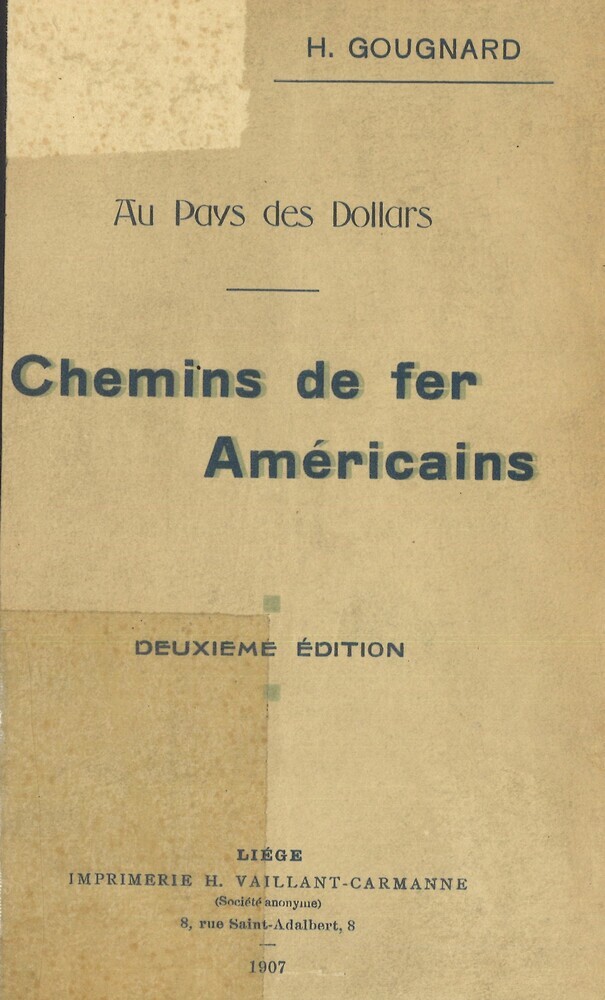 H. GOUGNARD
Au Pays des Dollars
Chemins de fer
Américains
DEUXIEME ÉDITION
LIÉGE
IMPRIMERIE H. VAILLANT-CARMANNE
(Société anonyme)
8, rue Saint-Adalbert, 8
1907